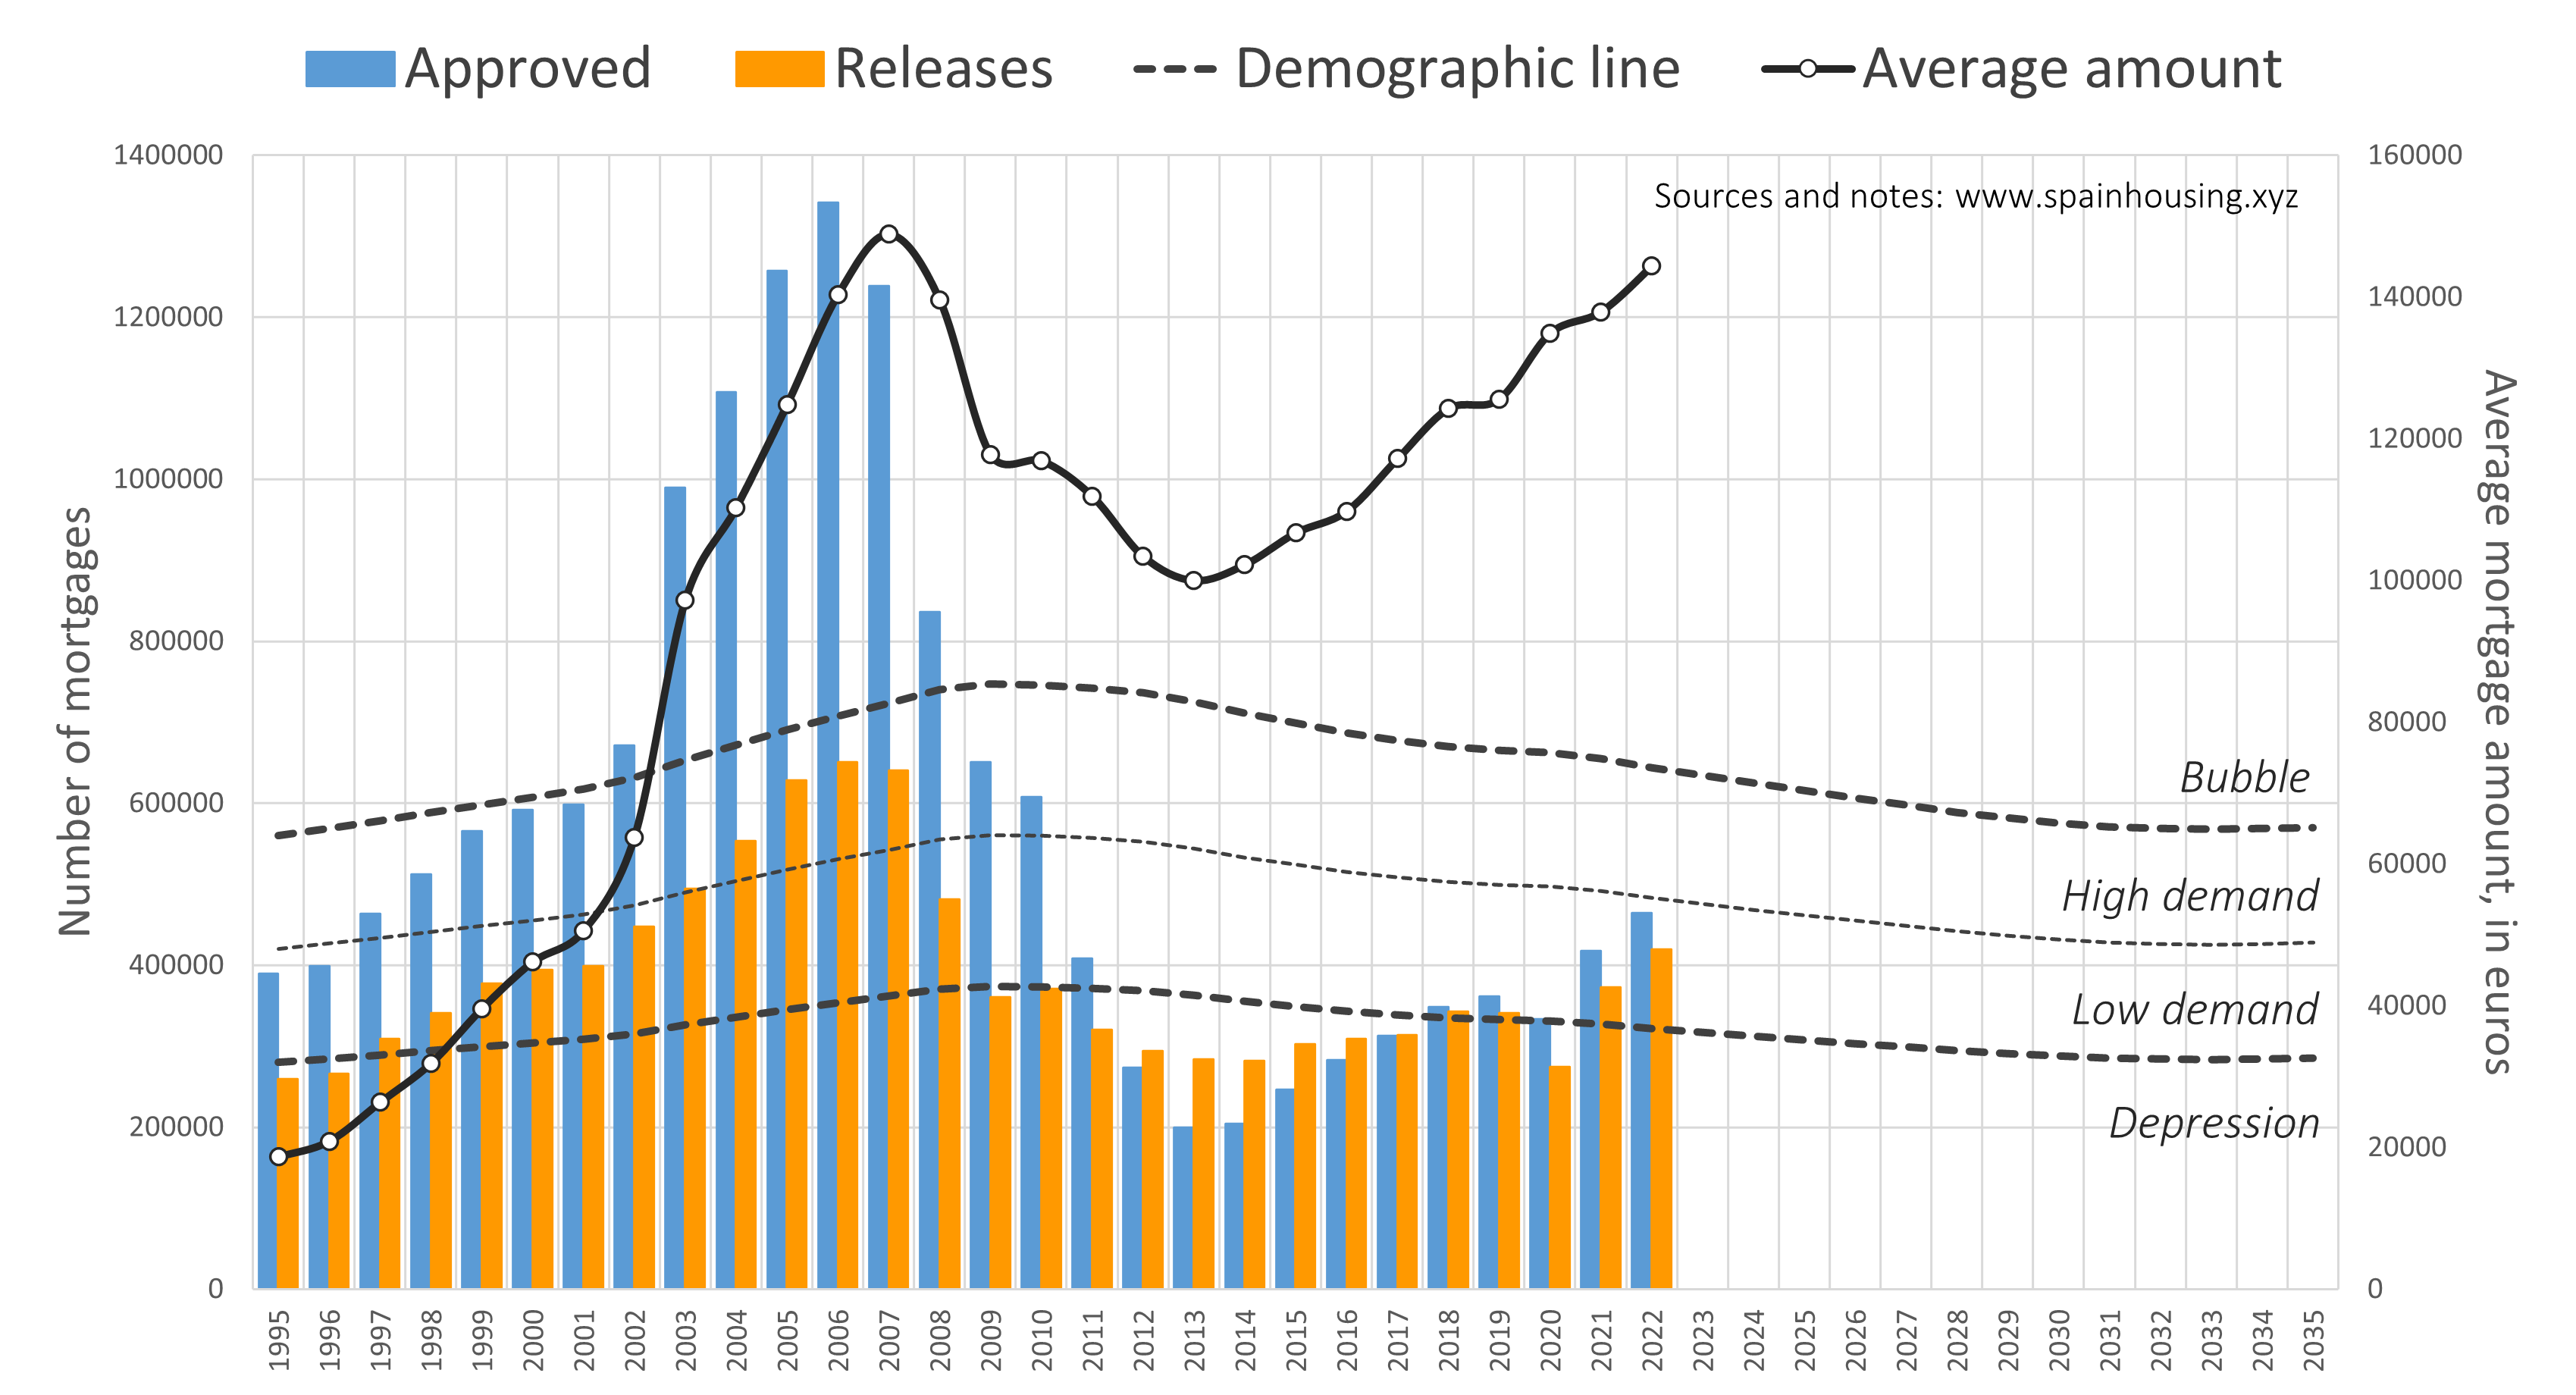 Approved Releases Demographic line Average amount
Sources and notes: www.spainhousing.xyz
Number of mortgages
1400000
1200000
1000000
800000
600000
400000
200000
0
160000
140000
120000
100000
80000
60000
40000
20000
0
Average mortgage amount, in euros
Bubble
High demand
Low demand
Depression
1995 1996 1997 1998 1999 2000 2001 2002 2003 2004 2005 2006 2007 2008 2009 2010 2011 2012 2013 2014 2015 2016 2017 2018 2019 2020 2021 2022 2023 2024 2025 2026 2027 2028 2029 2030 2031 2032 2033 2034 2035